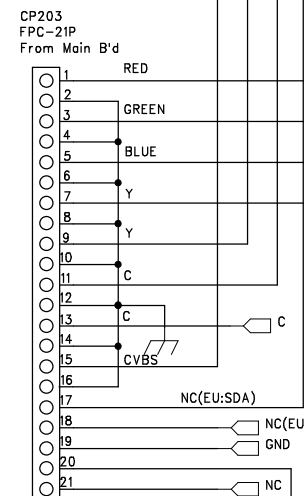 CP203
FPC-21P
From Main B'd
1 RED
2
3 GREEN
4
5 BLUE
6
7 Y
8
9 Y
10
11 C
12
13 C C
14
15 CVBS
16
17 NC(EU:SDA)
18 NC(EU
19 GND
20
21 NC